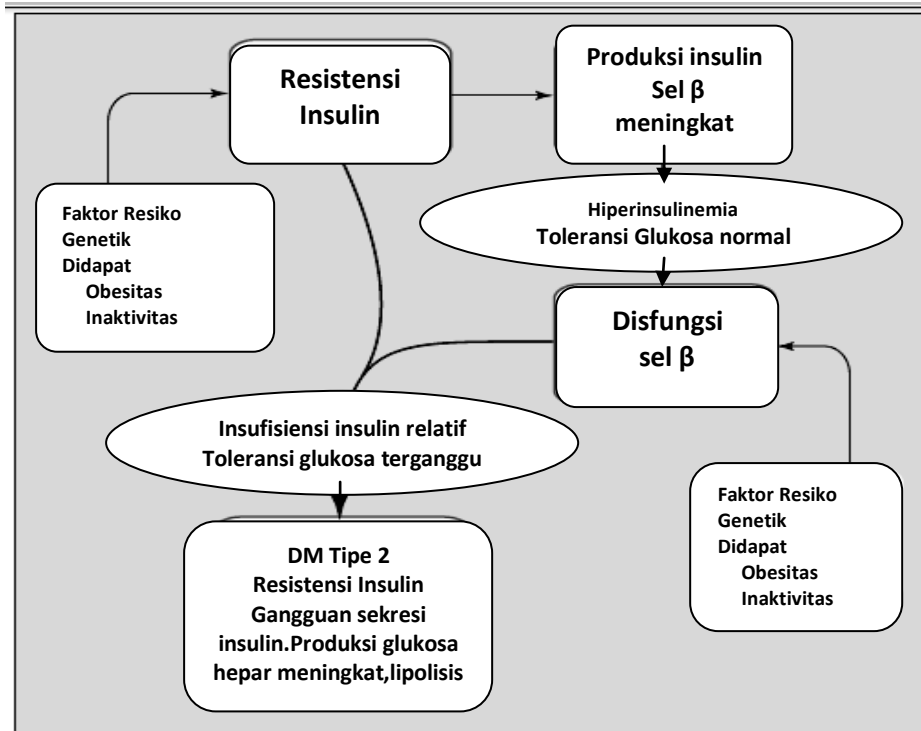 Resistensi
Insulin
Produksi insulin
Sel β
meningkat
Faktor Resiko
Genetik
Didapat
Obesitas
Inaktivitas
Hiperinsulinemia
Toleransi Glukosa normal
Disfungsi
sel β
Insufisiensi insulin relatif
Toleransi glukosa terganggu
Faktor Resiko
Genetik
Didapat
Obesitas
Inaktivitas
DM Tipe 2
Resistensi Insulin
Gangguan sekresi
insulin.Produksi glukosa
hepar meningkat,lipolisis